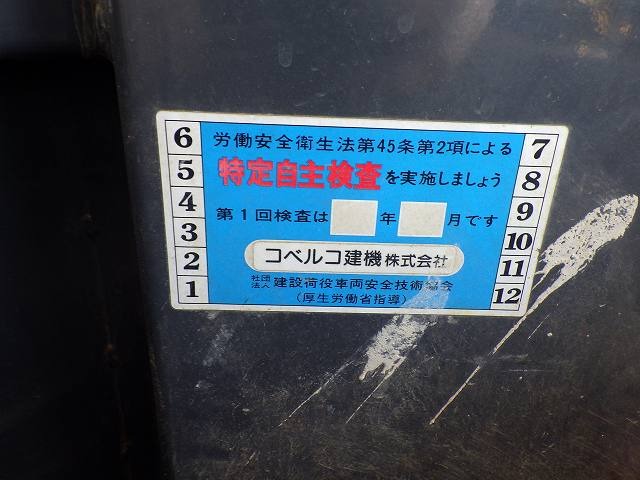 労働安全衛生法第45条第2項による
特定自主検査を実施しましょう
第1回検査は 年 月です
コベルコ建機株式会社
社団法人 建設荷役車両安全技術協会
(厚生労働省指導)
6
5
4
3
2
1
7
8
9
10
11
12